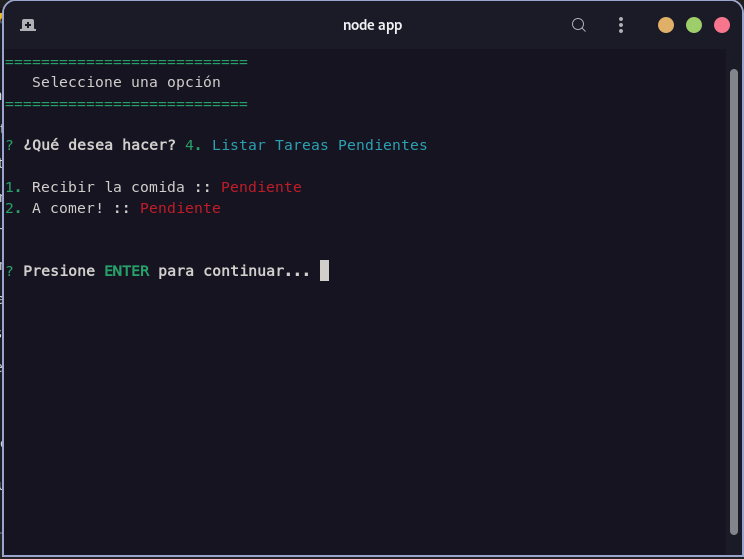 node app
===========================
Seleccione una opción
===========================
? ¿Qué desea hacer? 4. Listar Tareas Pendientes
1. Recibir la comida :: Pendiente
2. A comer! :: Pendiente
? Presione ENTER para continuar...